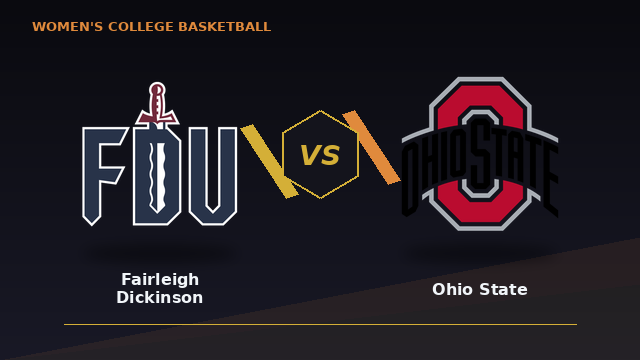 WOMEN'S COLLEGE BASKETBALL
FDU
VS
OHIO STATE
Fairleigh
Dickinson
Ohio State